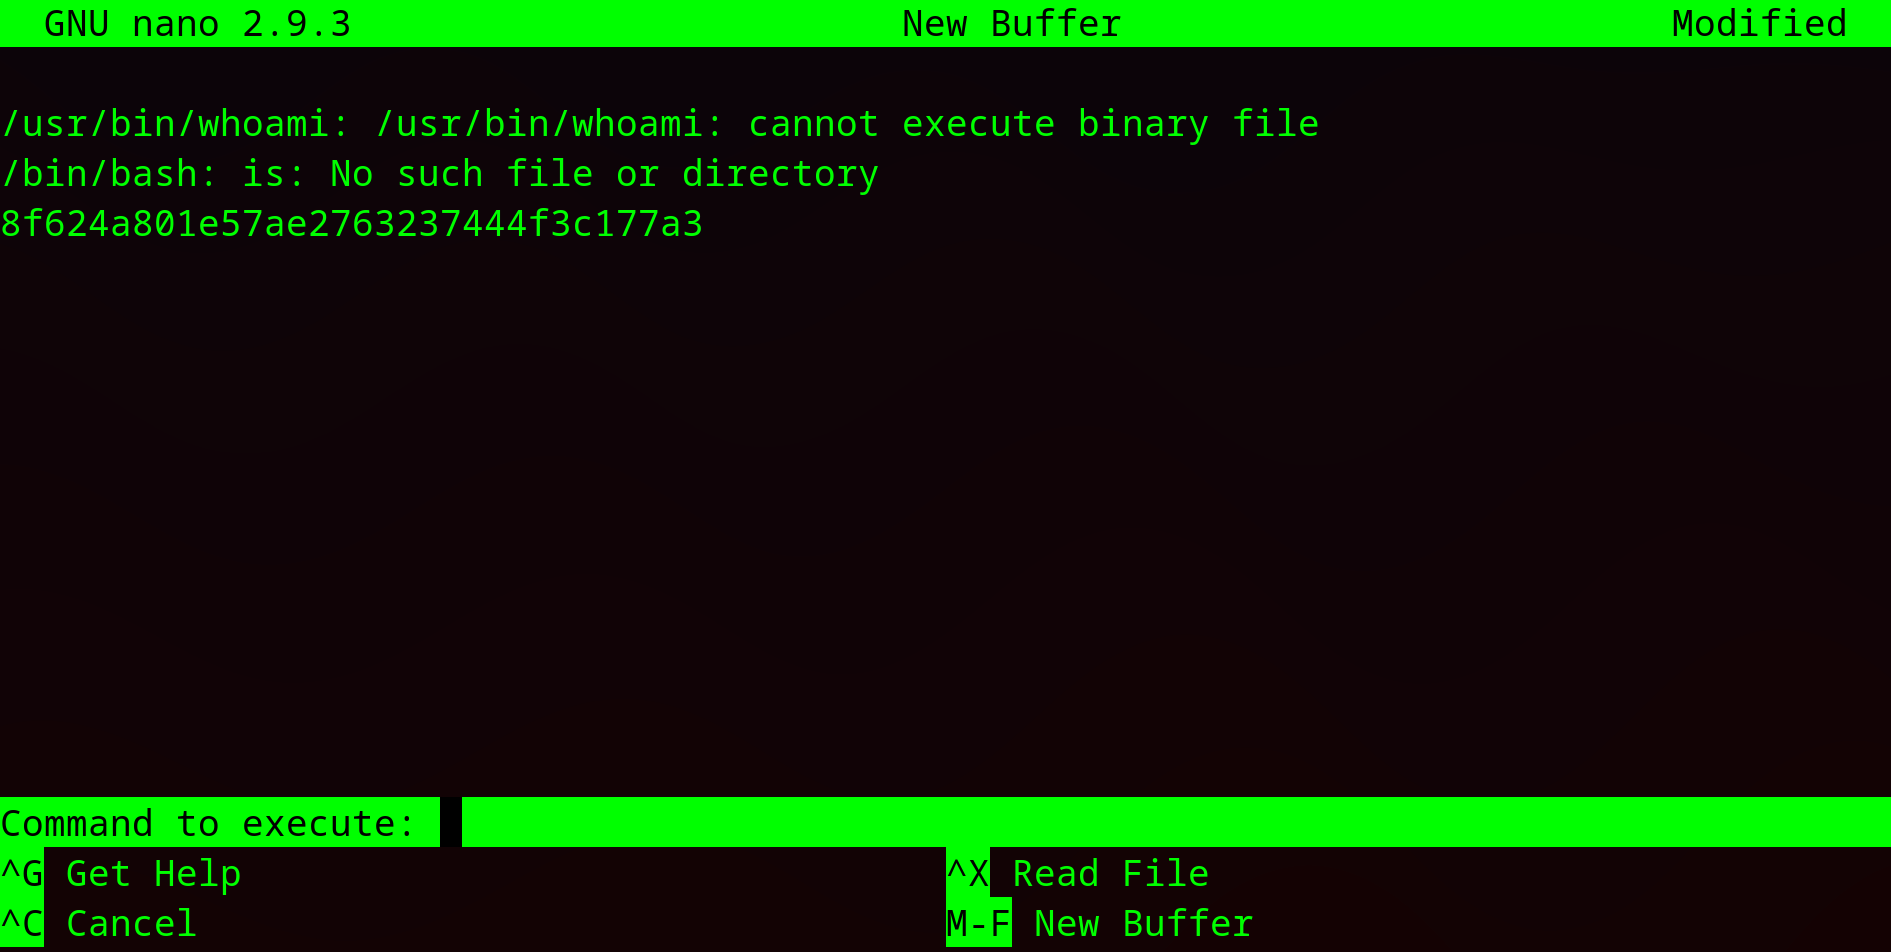 GNU nano 2.9.3 New Buffer Modified
/usr/bin/whoami: /usr/bin/whoami: cannot execute binary file
/bin/bash: is: No such file or directory
8f624a801e57ae2763237444f3c177a3
Command to execute:
^G Get Help ^X Read File
^C Cancel M-F New Buffer